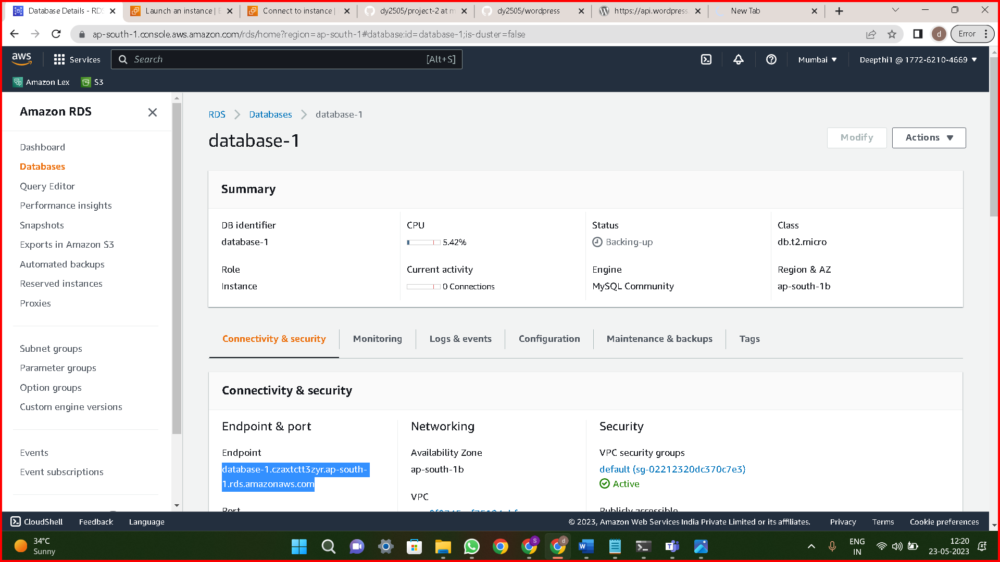 Database Details - RDS
Launch an instance | E
Connect to instance |
dy2505/project-2 at m
dy2505/wordpress
https://api.wordpress.
New Tab
ap-south-1.console.aws.amazon.com/rds/home?region=ap-south-1#database:id=database-1;is-cluster=false
d
Error
aws
Services
Search
[Alt+S]
Mumbai
Deepthi1 @ 1772-6210-4669
Amazon Lex
S3
Amazon RDS
Dashboard
Databases
Query Editor
Performance insights
Snapshots
Exports in Amazon S3
Automated backups
Reserved instances
Proxies
Subnet groups
Parameter groups
Option groups
Custom engine versions
Events
Event subscriptions
RDS
Databases
database-1
database-1
Modify
Actions
Summary
DB identifier
database-1
CPU
5.42%
Status
Backing-up
Class
db.t2.micro
Role
Instance
Current activity
0 Connections
Engine
MySQL Community
Region & AZ
ap-south-1b
Connectivity & security
Monitoring
Logs & events
Configuration
Maintenance & backups
Tags
Connectivity & security
Endpoint & port
Endpoint
database-1.czaxtctt3zyr.ap-south-
1.rds.amazonaws.com
Port
Networking
Availability Zone
ap-south-1b
VPC
Security
VPC security groups
default (sg-02212320dc370c7e3)
Active
Publicly accessible
CloudShell
Feedback
Language
© 2023, Amazon Web Services India Private Limited or its affiliates.
Privacy
Terms
Cookie preferences
34°C
Sunny
ENG
IN
12:20
23-05-2023